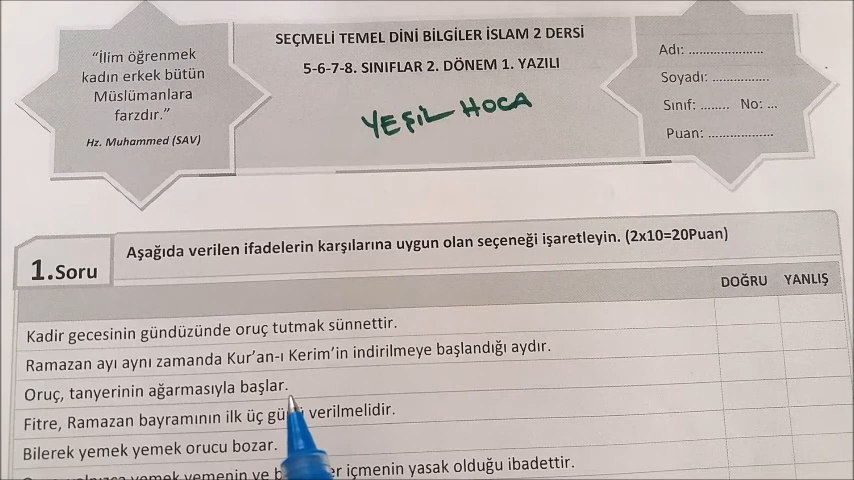 "İlim öğrenmek
kadın erkek bütün
Müslümanlara
farzdır."
Hz. Muhammed (SAV)
SEÇMELİ TEMEL DİNİ BİLGİLER İSLAM 2 DERSİ
5-6-7-8. SINIFLAR 2. DÖNEM 1. YAZILI
YEŞİL HOCA
Adı: ......................
Soyadı: .................
Sınıf: ........ No: ...
Puan: ...................
1.Soru
Aşağıda verilen ifadelerin karşılarına uygun olan seçeneği işaretleyin. (2x10=20Puan)
DOĞRU YANLIŞ
Kadir gecesinin gündüzünde oruç tutmak sünnettir.
Ramazan ayı aynı zamanda Kur'an-ı Kerim'in indirilmeye başlandığı aydır.
Oruç, tanyerinin ağarmasıyla başlar.
Fitre, Ramazan bayramının ilk üç verilmelidir.
Bilerek yemek yemek orucu bozar.
yemek yemenin ve içmenin yasak olduğu ibadettir.